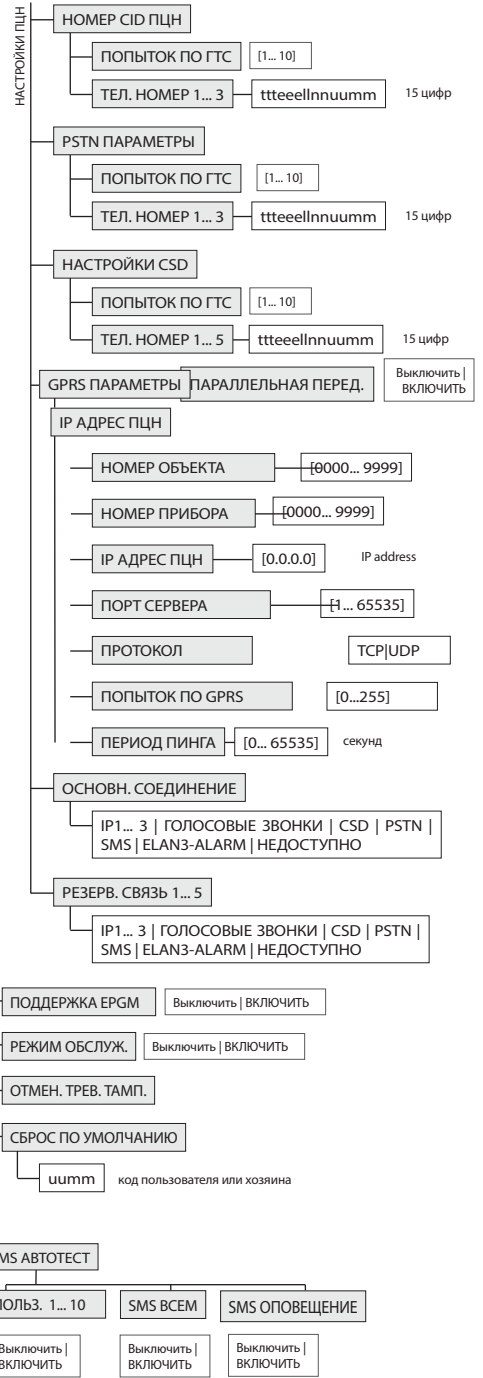 НАСТРОЙКИ ПЦН
НОМЕР CID ПЦН
ПОПЫТОК ПО ГТС [1... 10]
ТЕЛ. НОМЕР 1... 3 ttteeellnnuumm 15 цифр
PSTN ПАРАМЕТРЫ
ПОПЫТОК ПО ГТС [1... 10]
ТЕЛ. НОМЕР 1... 3 ttteeellnnuumm 15 цифр
НАСТРОЙКИ CSD
ПОПЫТОК ПО ГТС [1... 10]
ТЕЛ. НОМЕР 1... 5 ttteeellnnuumm 15 цифр
GPRS ПАРАМЕТРЫ ПАРАЛЛЕЛЬНАЯ ПЕРЕД. Выключить |
ВКЛЮЧИТЬ
IP АДРЕС ПЦН
НОМЕР ОБЪЕКТА [0000... 9999]
НОМЕР ПРИБОРА [0000... 9999]
IP АДРЕС ПЦН [0.0.0.0] IP address
ПОРТ СЕРВЕРА [1... 65535]
ПРОТОКОЛ TCP|UDP
ПОПЫТОК ПО GPRS [0...255]
ПЕРИОД ПИНГА [0... 65535] секунд
ОСНОВН. СОЕДИНЕНИЕ
IP1... 3 | ГОЛОСОВЫЕ ЗВОНКИ | CSD | PSTN |
SMS | ELAN3-ALARM | НЕДОСТУПНО
РЕЗЕРВ. СВЯЗЬ 1... 5
IP1... 3 | ГОЛОСОВЫЕ ЗВОНКИ | CSD | PSTN |
SMS | ELAN3-ALARM | НЕДОСТУПНО
ПОДДЕРЖКА EPGM Выключить | ВКЛЮЧИТЬ
РЕЖИМ ОБСЛУЖ. Выключить | ВКЛЮЧИТЬ
ОТМЕН. ТРЕВ. ТАМП.
СБРОС ПО УМОЛЧАНИЮ
uumm код пользователя или хозяина
MS АВТОТЕСТ
ПОЛЬЗ. 1... 10 SMS ВСЕМ SMS ОПОВЕЩЕНИЕ
Выключить | Выключить | Выключить |
ВКЛЮЧИТЬ ВКЛЮЧИТЬ ВКЛЮЧИТЬ